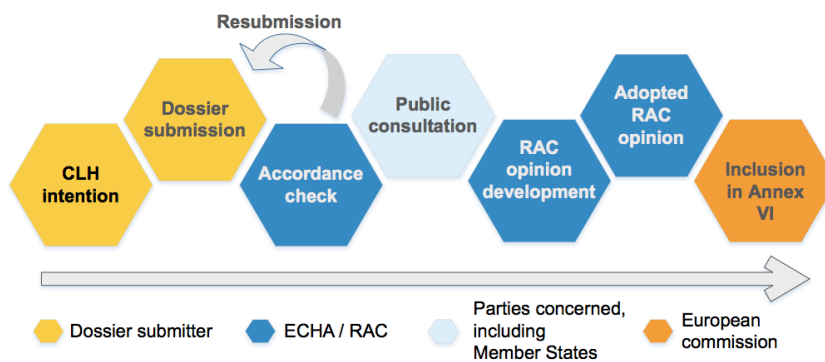 Resubmission
CLH
intention
Dossier
submission
Accordance
check
Public
consultation
RAC
opinion
development
Adopted
RAC
opinion
Inclusion
in Annex
VI
Dossier submitter
ECHA / RAC
Parties concerned,
including
Member States
European
commission